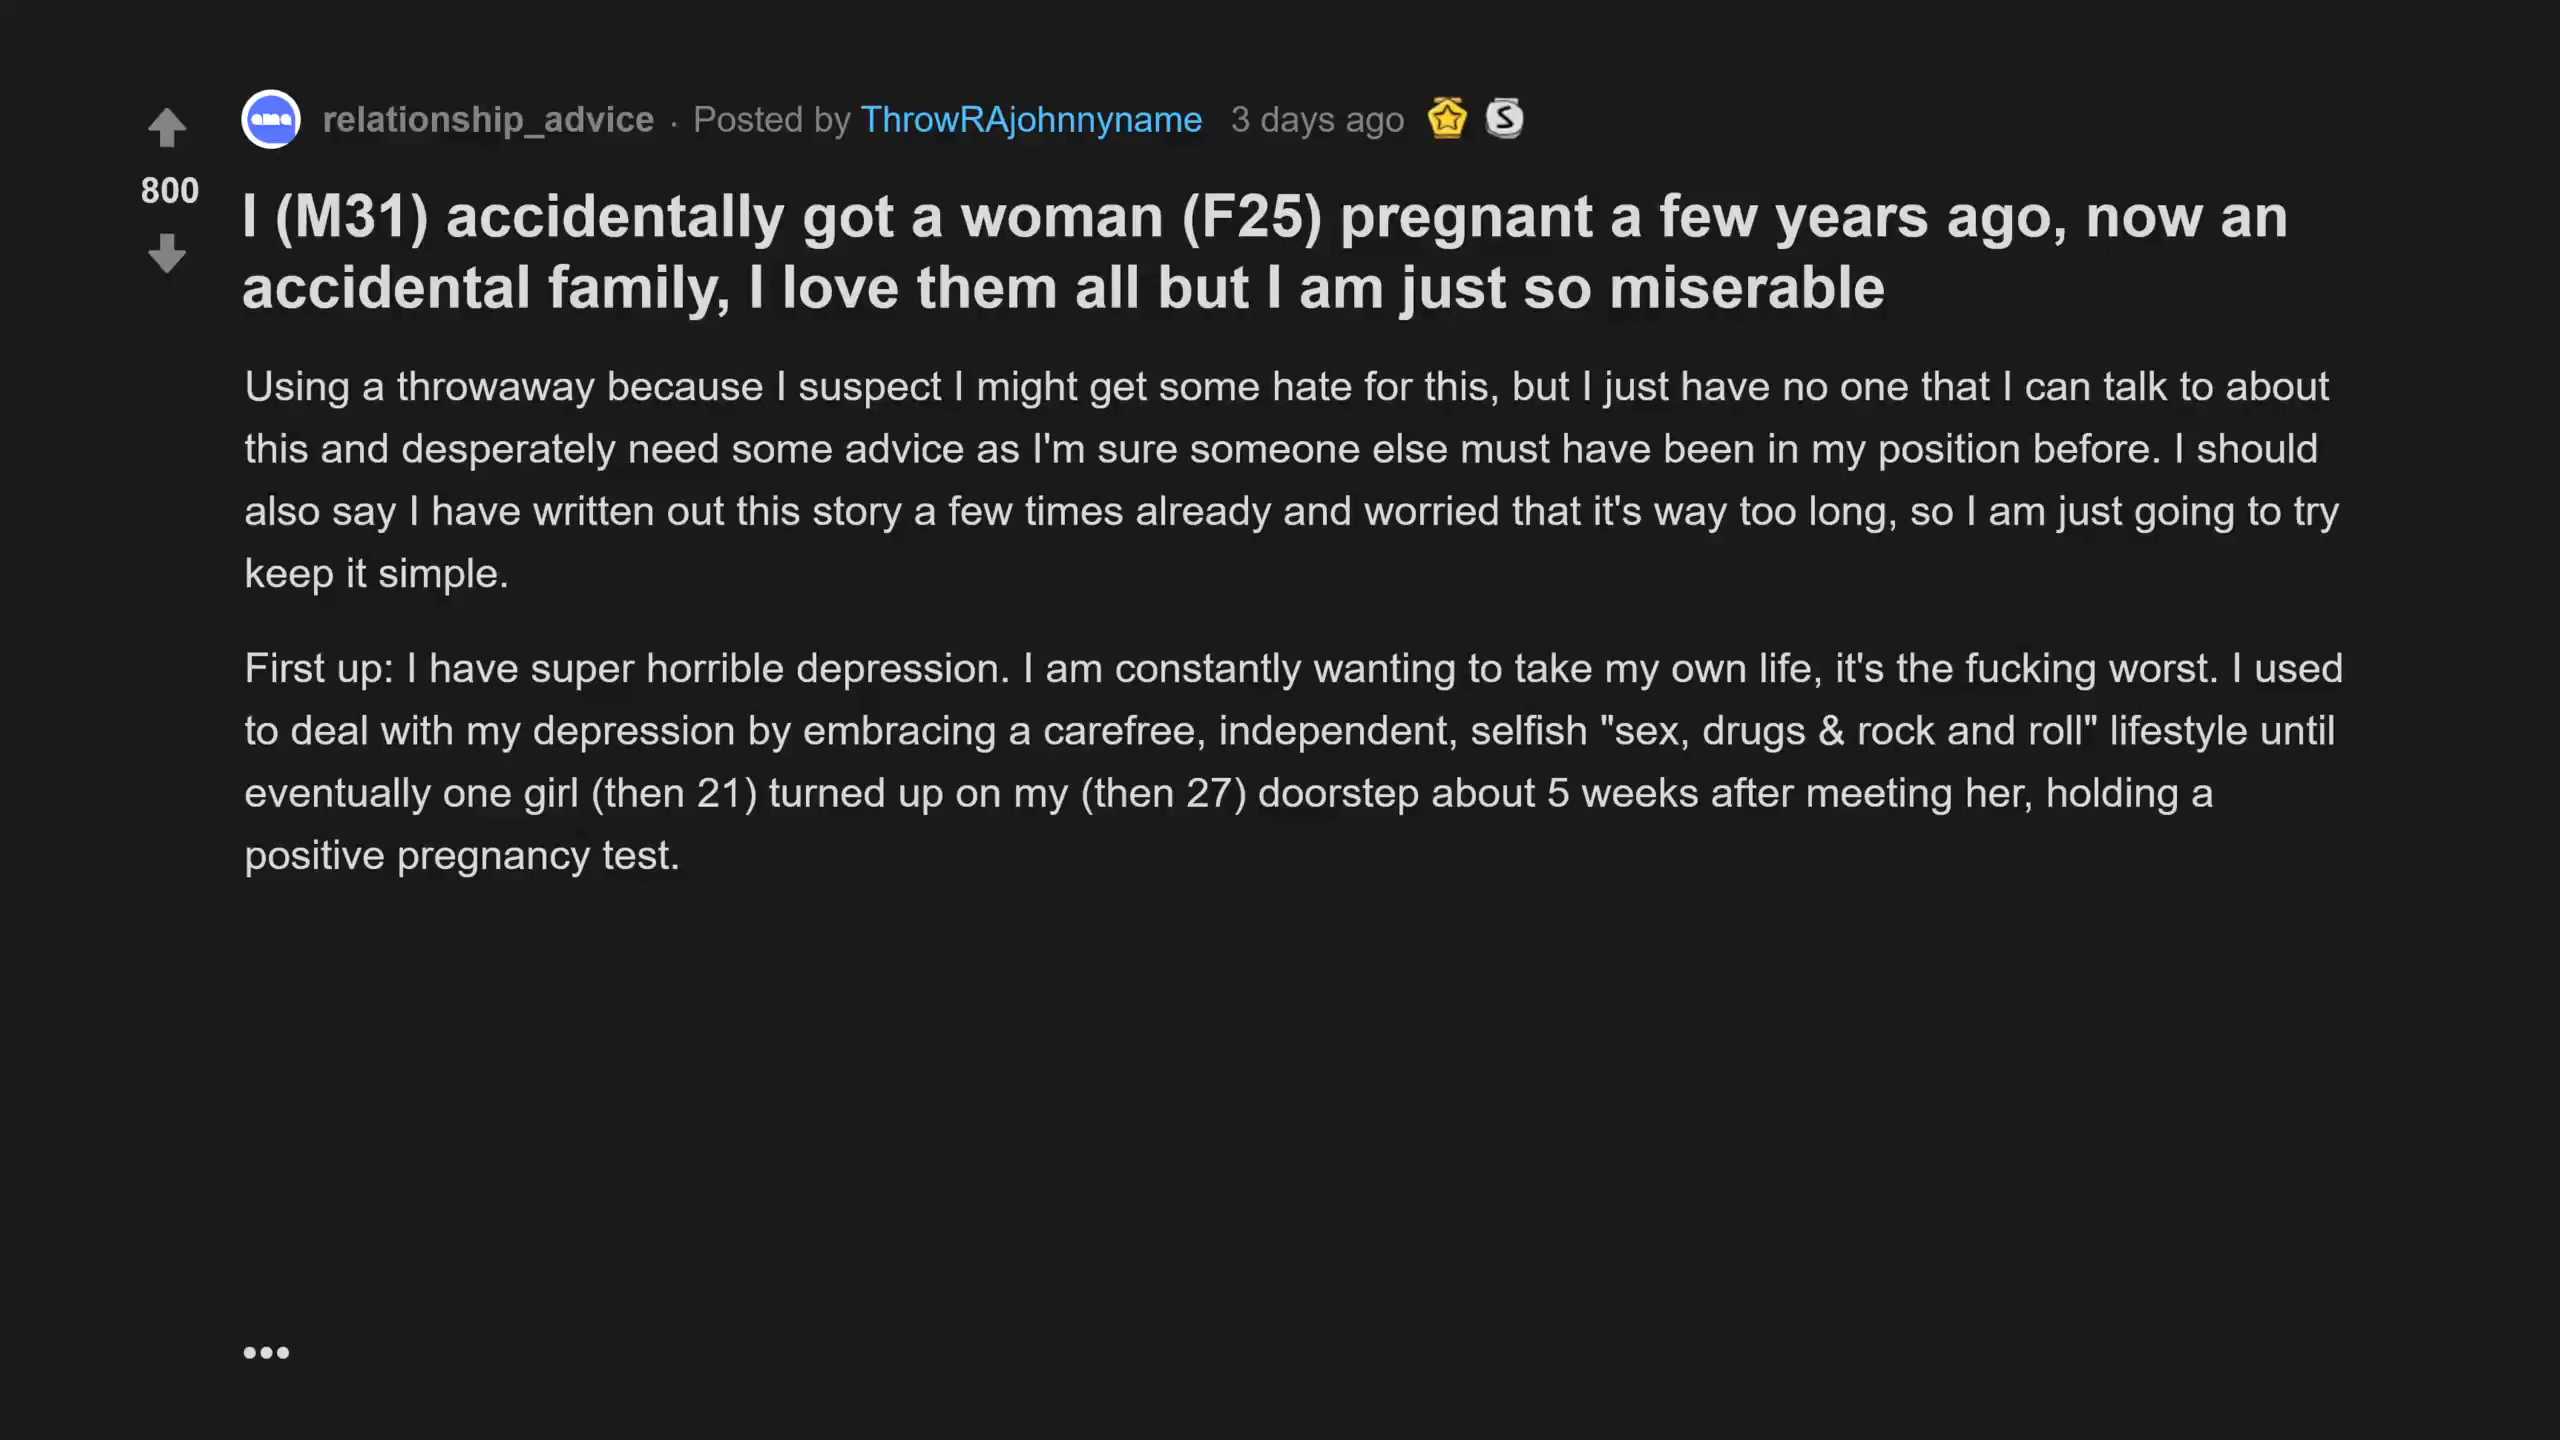 relationship_advice · Posted by ThrowRAjohnnyname 3 days ago
800
I (M31) accidentally got a woman (F25) pregnant a few years ago, now an
accidental family, I love them all but I am just so miserable
Using a throwaway because I suspect I might get some hate for this, but I just have no one that I can talk to about
this and desperately need some advice as I'm sure someone else must have been in my position before. I should
also say I have written out this story a few times already and worried that it's way too long, so I am just going to try
keep it simple.
First up: I have super horrible depression. I am constantly wanting to take my own life, it's the fucking worst. I used
to deal with my depression by embracing a carefree, independent, selfish "sex, drugs & rock and roll" lifestyle until
eventually one girl (then 21) turned up on my (then 27) doorstep about 5 weeks after meeting her, holding a
positive pregnancy test.
•••